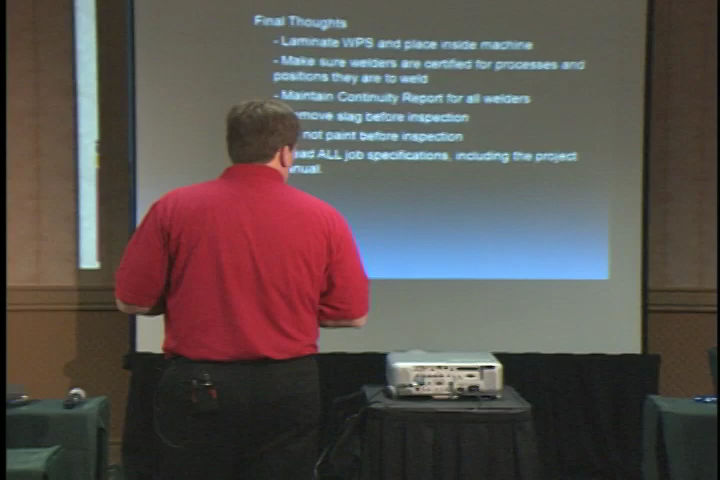 Final Thoughts
- Laminate WPS and place inside machine
- Make sure welders are certified for processes and
positions they are to weld
- Maintain Continuity Report for all welders
move slag before inspection
not paint before inspection
ead ALL job specifications, including the project
anual.